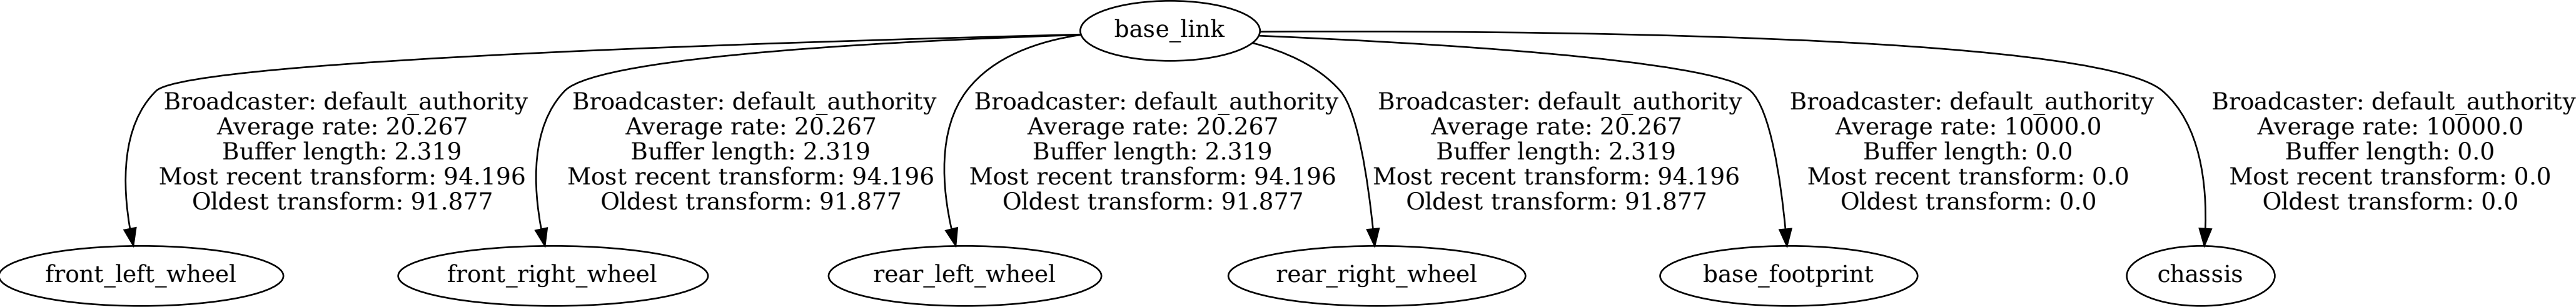 base_link
Broadcaster: default_authority
Average rate: 20.267
Buffer length: 2.319
Most recent transform: 94.196
Oldest transform: 91.877
Broadcaster: default_authority
Average rate: 20.267
Buffer length: 2.319
Most recent transform: 94.196
Oldest transform: 91.877
Broadcaster: default_authority
Average rate: 20.267
Buffer length: 2.319
Most recent transform: 94.196
Oldest transform: 91.877
Broadcaster: default_authority
Average rate: 20.267
Buffer length: 2.319
Most recent transform: 94.196
Oldest transform: 91.877
Broadcaster: default_authority
Average rate: 10000.0
Buffer length: 0.0
Most recent transform: 0.0
Oldest transform: 0.0
Broadcaster: default_authority
Average rate: 10000.0
Buffer length: 0.0
Most recent transform: 0.0
Oldest transform: 0.0
front_left_wheel
front_right_wheel
rear_left_wheel
rear_right_wheel
base_footprint
chassis